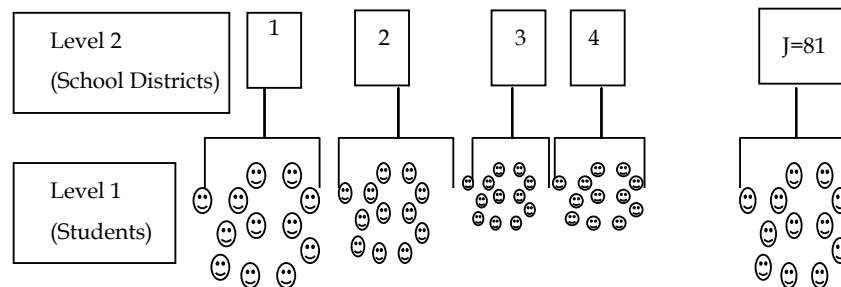 Level 2
(School Districts)
1
2
3
4
J=81
Level 1
(Students)